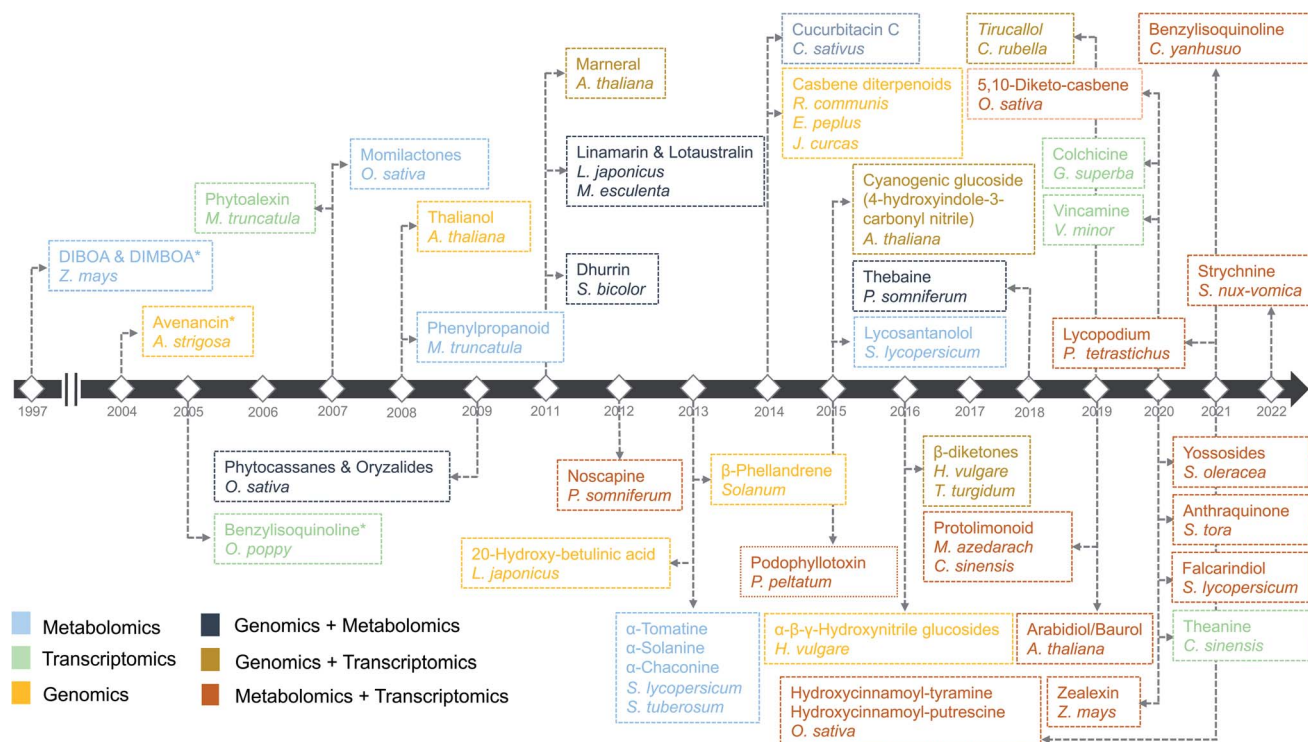 Cucurbitacin C
C. sativus
Tirucallol
C. rubella
Benzylisoquinoline
C. yanhusuo
Marneral
A. thaliana
Casbene diterpenoids
R. communis
E. peplus
J. curcas
5,10-Diketo-casbene
O. sativa
Momilactones
O. sativa
Linamarin & Lotaustralin
L. japonicus
M. esculenta
Colchicine
G. superba
Phytoalexin
M. truncatula
Cyanogenic glucoside
(4-hydroxyindole-3-
carbonyl nitrile)
A. thaliana
Vincamine
V. minor
Thalianol
A. thaliana
DIBOA & DIMBOA*
Z. mays
Dhurrin
S. bicolor
Thebaine
P. somniferum
Strychnine
S. nux-vomica
Avenancin*
A. strigosa
Phenylpropanoid
M. truncatula
Lycosantanolol
S. lycopersicum
Lycopodium
P. tetrastichus
1997
2004
2005
2006
2007
2008
2009
2011
2012
2013
2014
2015
2016
2017
2018
2019
2020
2021
2022
Phytocassanes & Oryzalides
O. sativa
Noscapine
P. somniferum
β-Phellandrene
Solanum
β-diketones
H. vulgare
T. turgidum
Yossosides
S. oleracea
Benzylisoquinoline*
O. poppy
Anthraquinone
S. tora
20-Hydroxy-betulinic acid
L. japonicus
Podophyllotoxin
P. peltatum
Protolimonoid
M. azedarach
C. sinensis
Falcarindiol
S. lycopersicum
α-Tomatine
α-Solanine
α-Chaconine
S. lycopersicum
S. tuberosum
α-β-γ-Hydroxynitrile glucosides
H. vulgare
Arabidiol/Baurol
A. thaliana
Theanine
C. sinensis
Hydroxycinnamoyl-tyramine
Hydroxycinnamoyl-putrescine
O. sativa
Zealexin
Z. mays
Metabolomics
Transcriptomics
Genomics
Genomics + Metabolomics
Genomics + Transcriptomics
Metabolomics + Transcriptomics